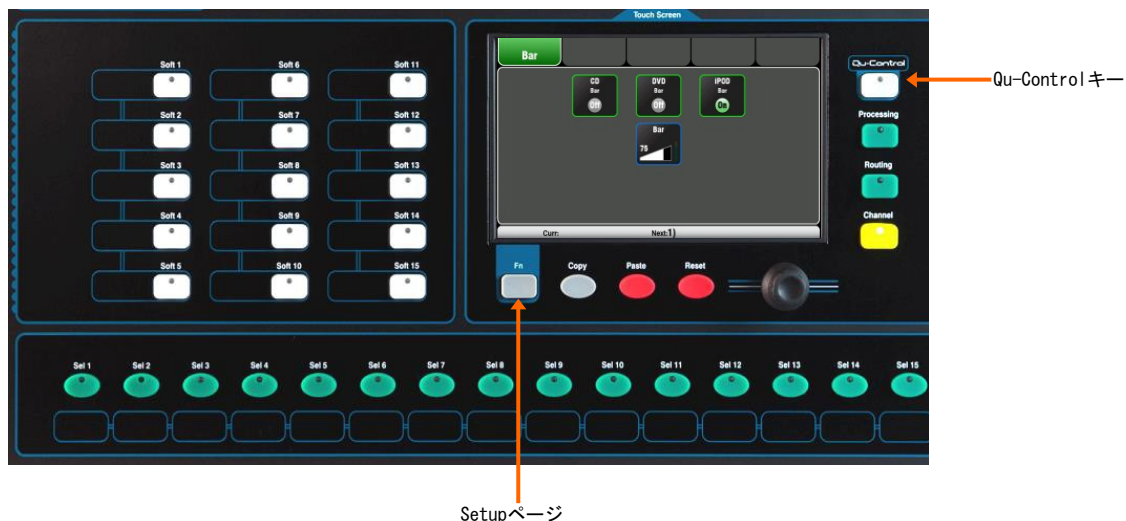 Touch Screen
Soft 1
Soft 6
Soft 11
Soft 2
Soft 7
Soft 12
Soft 3
Soft 8
Soft 13
Soft 4
Soft 9
Soft 14
Soft 5
Soft 10
Soft 15
Bar
CD
Bar
Off
DVD
Bar
Off
iPOD
Bar
On
Bar
75
Curr: Next:1)
Qu-Control
Qu-Controlキー
Processing
Routing
Channel
Fn
Copy
Paste
Reset
Sel 1
Sel 2
Sel 3
Sel 4
Sel 5
Sel 6
Sel 7
Sel 8
Sel 9
Sel 10
Sel 11
Sel 12
Sel 13
Sel 14
Sel 15
Setupページ